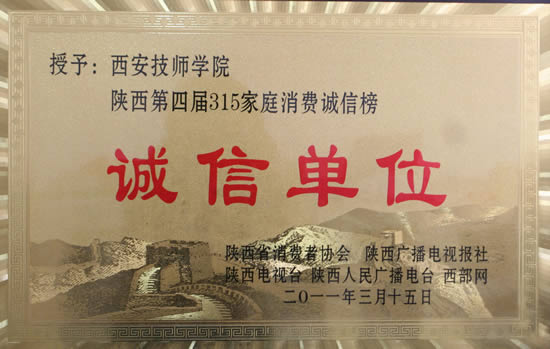 授予：西安技师学院
陕西第四届315家庭消费诚信榜
诚信单位
陕西省消费者协会 陕西广播电视报社
陕西电视台 陕西人民广播电台 西部网
二〇一一年三月十五日